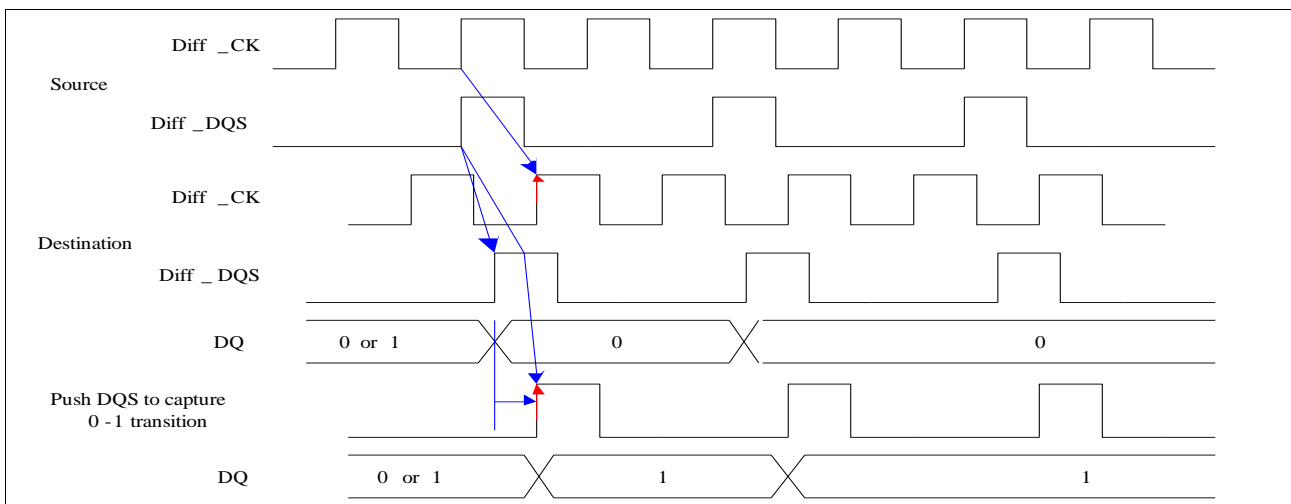 Diff _CK
Source
Diff _DQS
Diff _CK
Destination
Diff _ DQS
DQ
0 or 1
0
0
Push DQS to capture
0 -1 transition
DQ
0 or 1
1
1